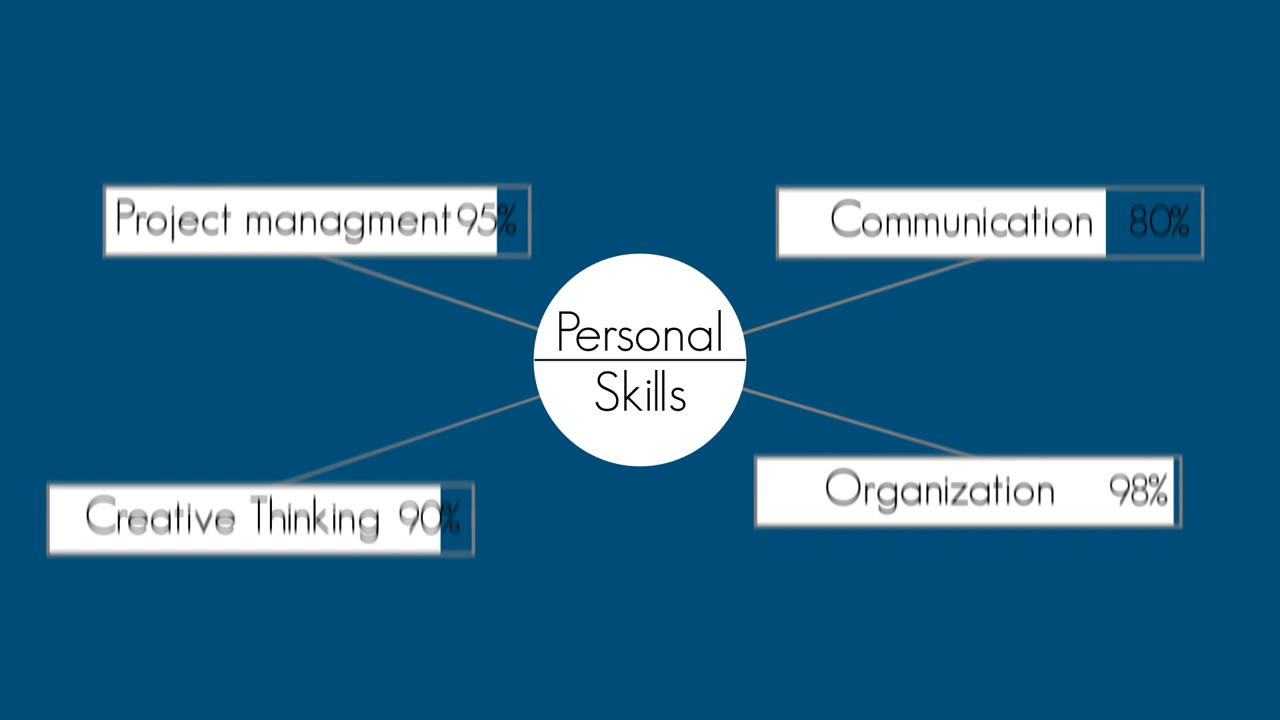 Project managment 95%
Communication 80%
Personal
Skills
Creative Thinking 90%
Organization 98%